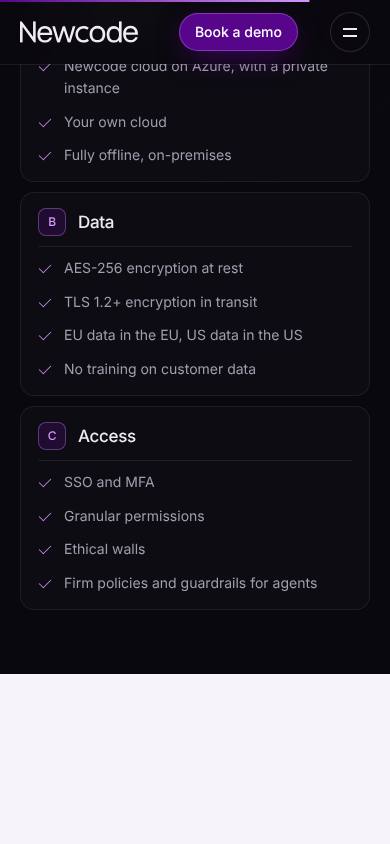 Newcode
Book a demo
Newcode cloud on Azure, with a private
instance
Your own cloud
Fully offline, on-premises
B
Data
AES-256 encryption at rest
TLS 1.2+ encryption in transit
EU data in the EU, US data in the US
No training on customer data
C
Access
SSO and MFA
Granular permissions
Ethical walls
Firm policies and guardrails for agents